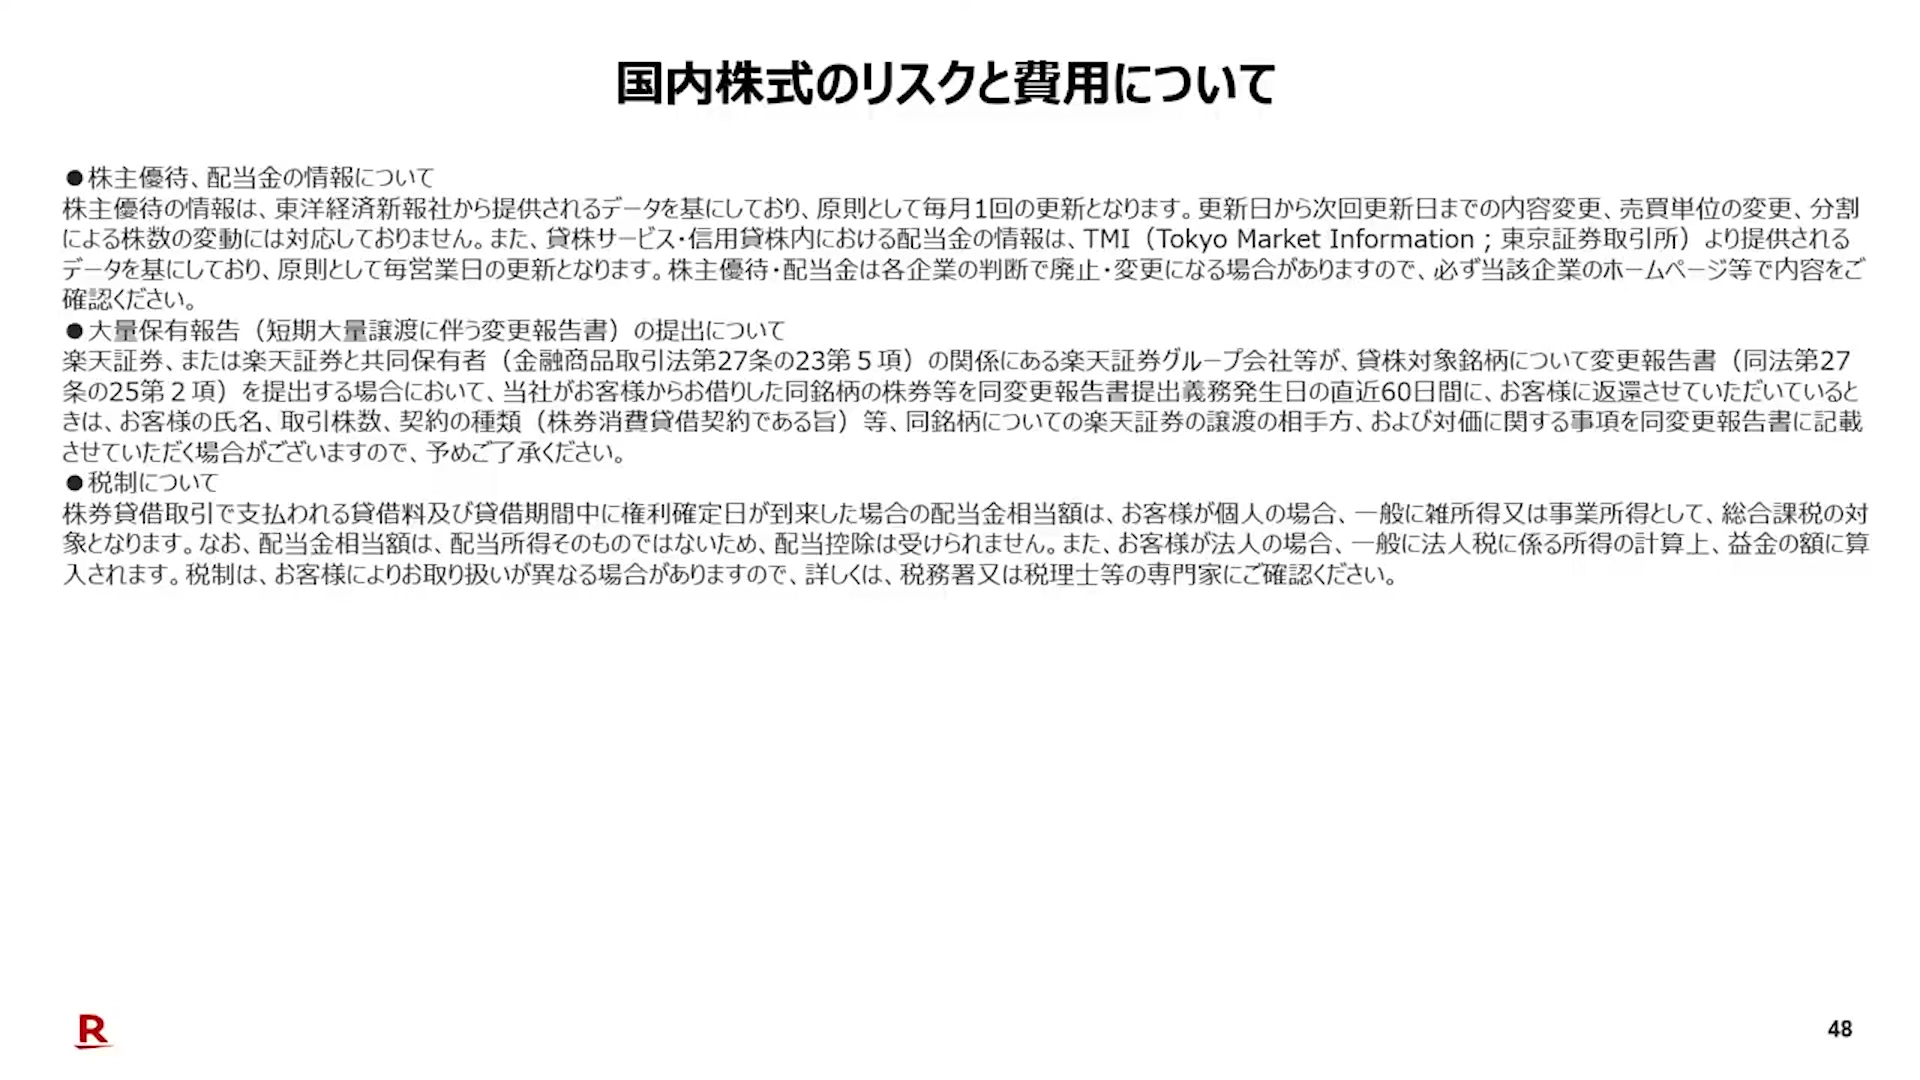 国内株式のリスクと費用について
●株主優待、配当金の情報について
株主優待の情報は、東洋経済新報社から提供されるデータを基にしており、原則として毎月1回の更新となります。更新日から次回更新日までの内容変更、売買単位の変更、分割
による株数の変動には対応しておりません。また、貸株サービス・信用貸株内における配当金の情報は、TMI（Tokyo Market Information；東京証券取引所）より提供される
データを基にしており、原則として毎営業日の更新となります。株主優待・配当金は各企業の判断で廃止・変更になる場合がありますので、必ず当該企業のホームページ等で内容をご
確認ください。
●大量保有報告（短期大量譲渡に伴う変更報告書）の提出について
楽天証券、または楽天証券と共同保有者（金融商品取引法第27条の23第５項）の関係にある楽天証券グループ会社等が、貸株対象銘柄について変更報告書（同法第27
条の25第２項）を提出する場合において、当社がお客様からお借りした同銘柄の株券等を同変更報告書提出義務発生日の直近60日間に、お客様に返還させていただいていると
きは、お客様の氏名、取引株数、契約の種類（株券消費貸借契約である旨）等、同銘柄についての楽天証券の譲渡の相手方、および対価に関する事項を同変更報告書に記載
させていただく場合がございますので、予めご了承ください。
●税制について
株券貸借取引で支払われる貸借料及び貸借期間中に権利確定日が到来した場合の配当金相当額は、お客様が個人の場合、一般に雑所得又は事業所得として、総合課税の対
象となります。なお、配当金相当額は、配当所得そのものではないため、配当控除は受けられません。また、お客様が法人の場合、一般に法人税に係る所得の計算上、益金の額に算
入されます。税制は、お客様によりお取り扱いが異なる場合がありますので、詳しくは、税務署又は税理士等の専門家にご確認ください。
R
48